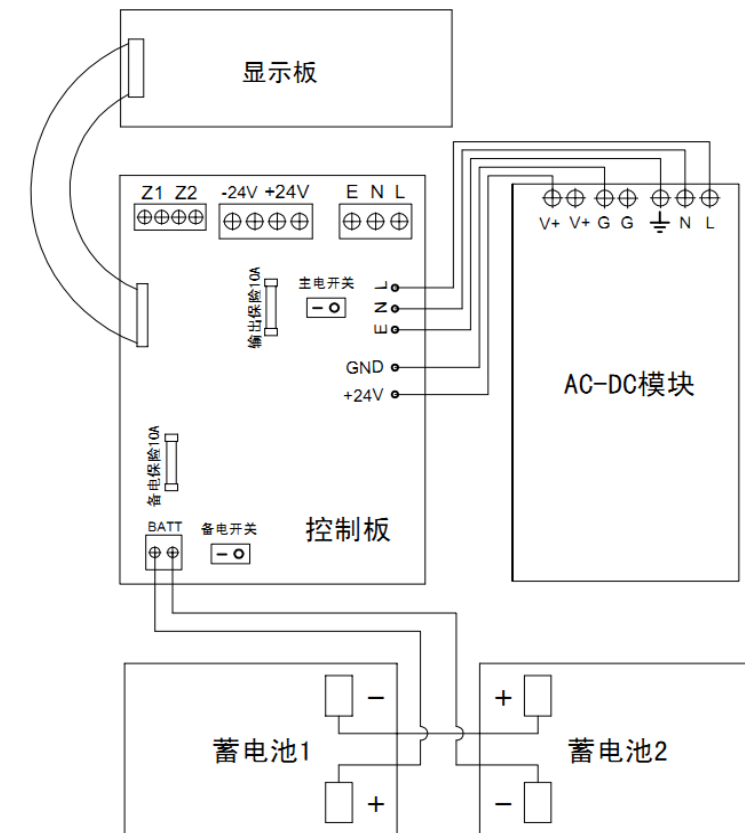 显示板
Z1 Z2
-24V +24V
E N L
V+ V+ G G ⏚ N L
主电开关
输出保险10A
L
N
E
GND
+24V
AC-DC模块
备电保险10A
BATT
备电开关
控制板
- +
蓄电池1 蓄电池2
+ -